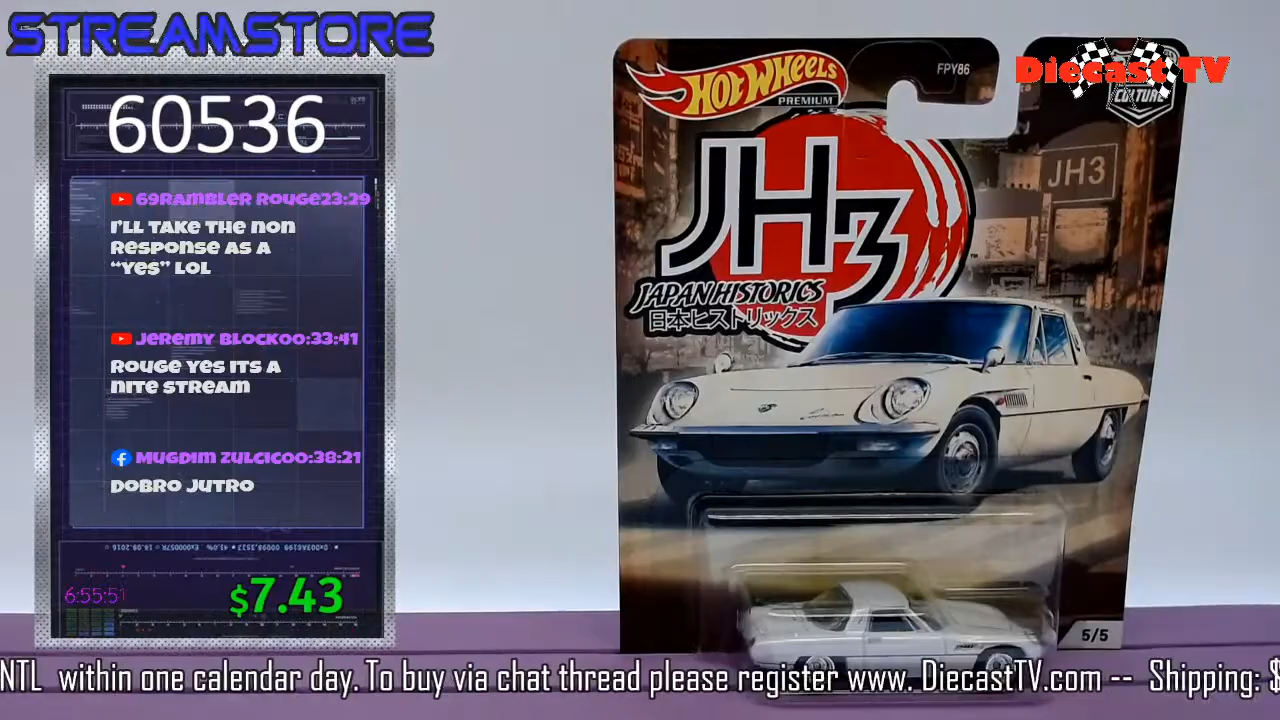 STREAMSTORE
60536
69RAMBLER ROUGE23:29
I'LL TAKE THE NON
RESPONSE AS A
“YES” LOL
JEREMY BLOCK00:33:41
ROUGE YES ITS A
NITE STREAM
MUGDIM ZULCIC00:38:21
DOBRO JUTRO
6:55:51
$7.43
HOT WHEELS
PREMIUM
FPY86
Diecast TV
CULTURE
JH3
JH3
JAPAN HISTORICS
日本ヒストリックス
5/5
NTL within one calendar day. To buy via chat thread please register www. DiecastTV.com -- Shipping: $